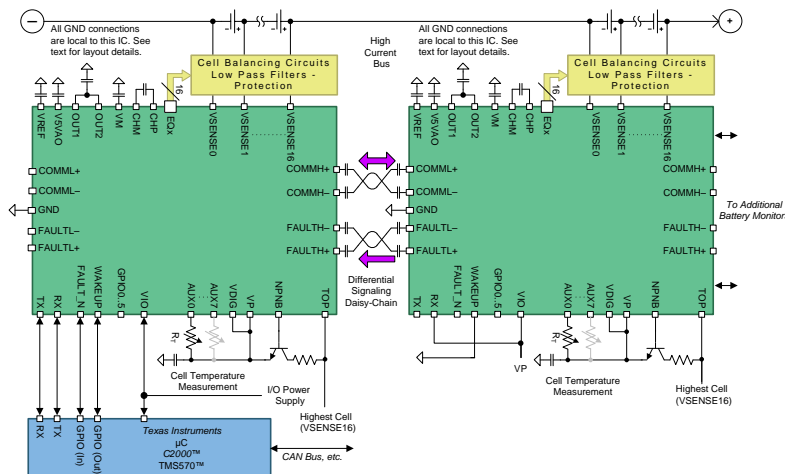 All GND connections
are local to this IC. See
text for layout details.
High
Current
Bus
All GND connections
are local to this IC. See
text for layout details.
Cell Balancing Circuits
Low Pass Filters -
Protection
Cell Balancing Circuits
Low Pass Filters -
Protection
16
16
VREF
V5VAO
OUT1
OUT2
VM
CHM
CHP
EQx
VSENSE0
VSENSE1
VSENSE16
VREF
V5VAO
OUT1
OUT2
VM
CHM
CHP
EQx
VSENSE0
VSENSE1
VSENSE16
COMML+
COMML–
GND
FAULTL–
FAULTL+
COMMH+
COMMH–
FAULTH–
FAULTH+
COMML+
COMML–
GND
FAULTL–
FAULTL+
COMMH+
COMMH–
FAULTH–
FAULTH+
To Additional
Battery Monitors
Differential
Signaling
Daisy-Chain
TX
RX
FAULT_N
WAKEUP
GPIO0..5
VIO
AUX0
AUX7
VDIG
VP
NPNB
TOP
TX
RX
FAULT_N
WAKEUP
GPIO0..5
VIO
AUX0
AUX7
VDIG
VP
NPNB
TOP
RT
RT
VP
Cell Temperature
Measurement
Cell Temperature
Measurement
I/O Power
Supply
Highest Cell
(VSENSE16)
Highest Cell
(VSENSE16)
RX
TX
GPIO (In)
GPIO (Out)
Texas Instruments
µC
C2000™
TMS570™
CAN Bus, etc.